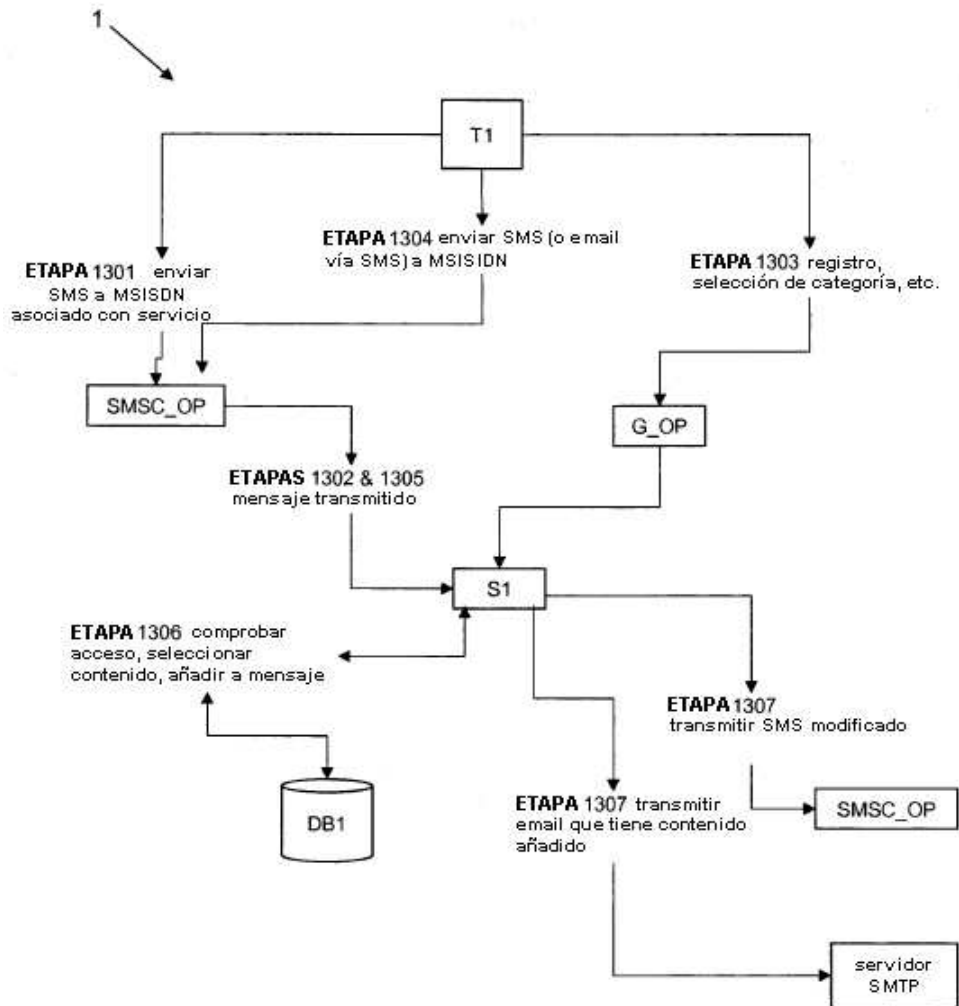 1
T1
ETAPA 1304 enviar SMS (o email
vía SMS) a MSISIDN
ETAPA 1301 enviar
SMS a MSISDN
asociado con servicio
ETAPA 1303 registro,
selección de categoría, etc.
SMSC_OP
G_OP
ETAPAS 1302 & 1305
mensaje transmitido
S1
ETAPA 1306 comprobar
acceso, seleccionar
contenido, añadir a mensaje
ETAPA 1307
transmitir SMS modificado
DB1
ETAPA 1307 transmitir
email que tiene contenido
añadido
SMSC_OP
servidor
SMTP